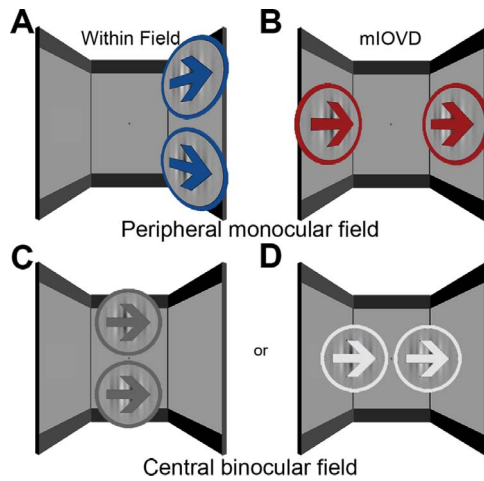 A
Within Field
B
mIOVD
Peripheral monocular field
C
or
D
Central binocular field